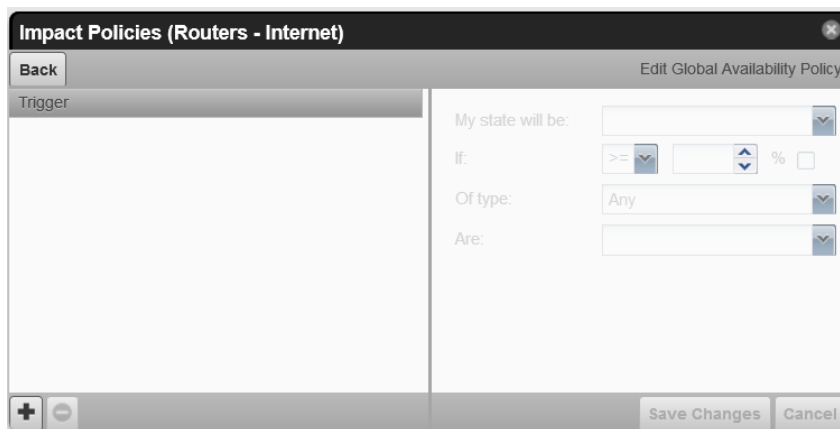 Impact Policies (Routers - Internet)
Back
Edit Global Availability Policy
Trigger
My state will be:
If: >= %
Of type: Any
Are:
Save Changes Cancel